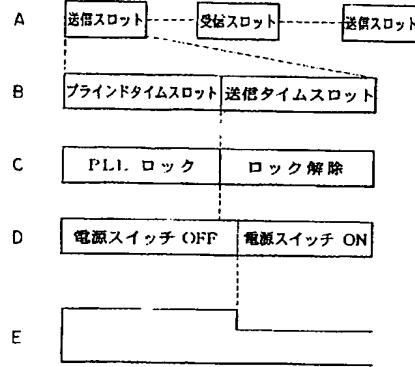 A 送信スロット 受信スロット 送信スロット
B ブラインドタイムスロット 送信タイムスロット
C PLL ロック ロック解除
D 電源スイッチ OFF 電源スイッチ ON
E